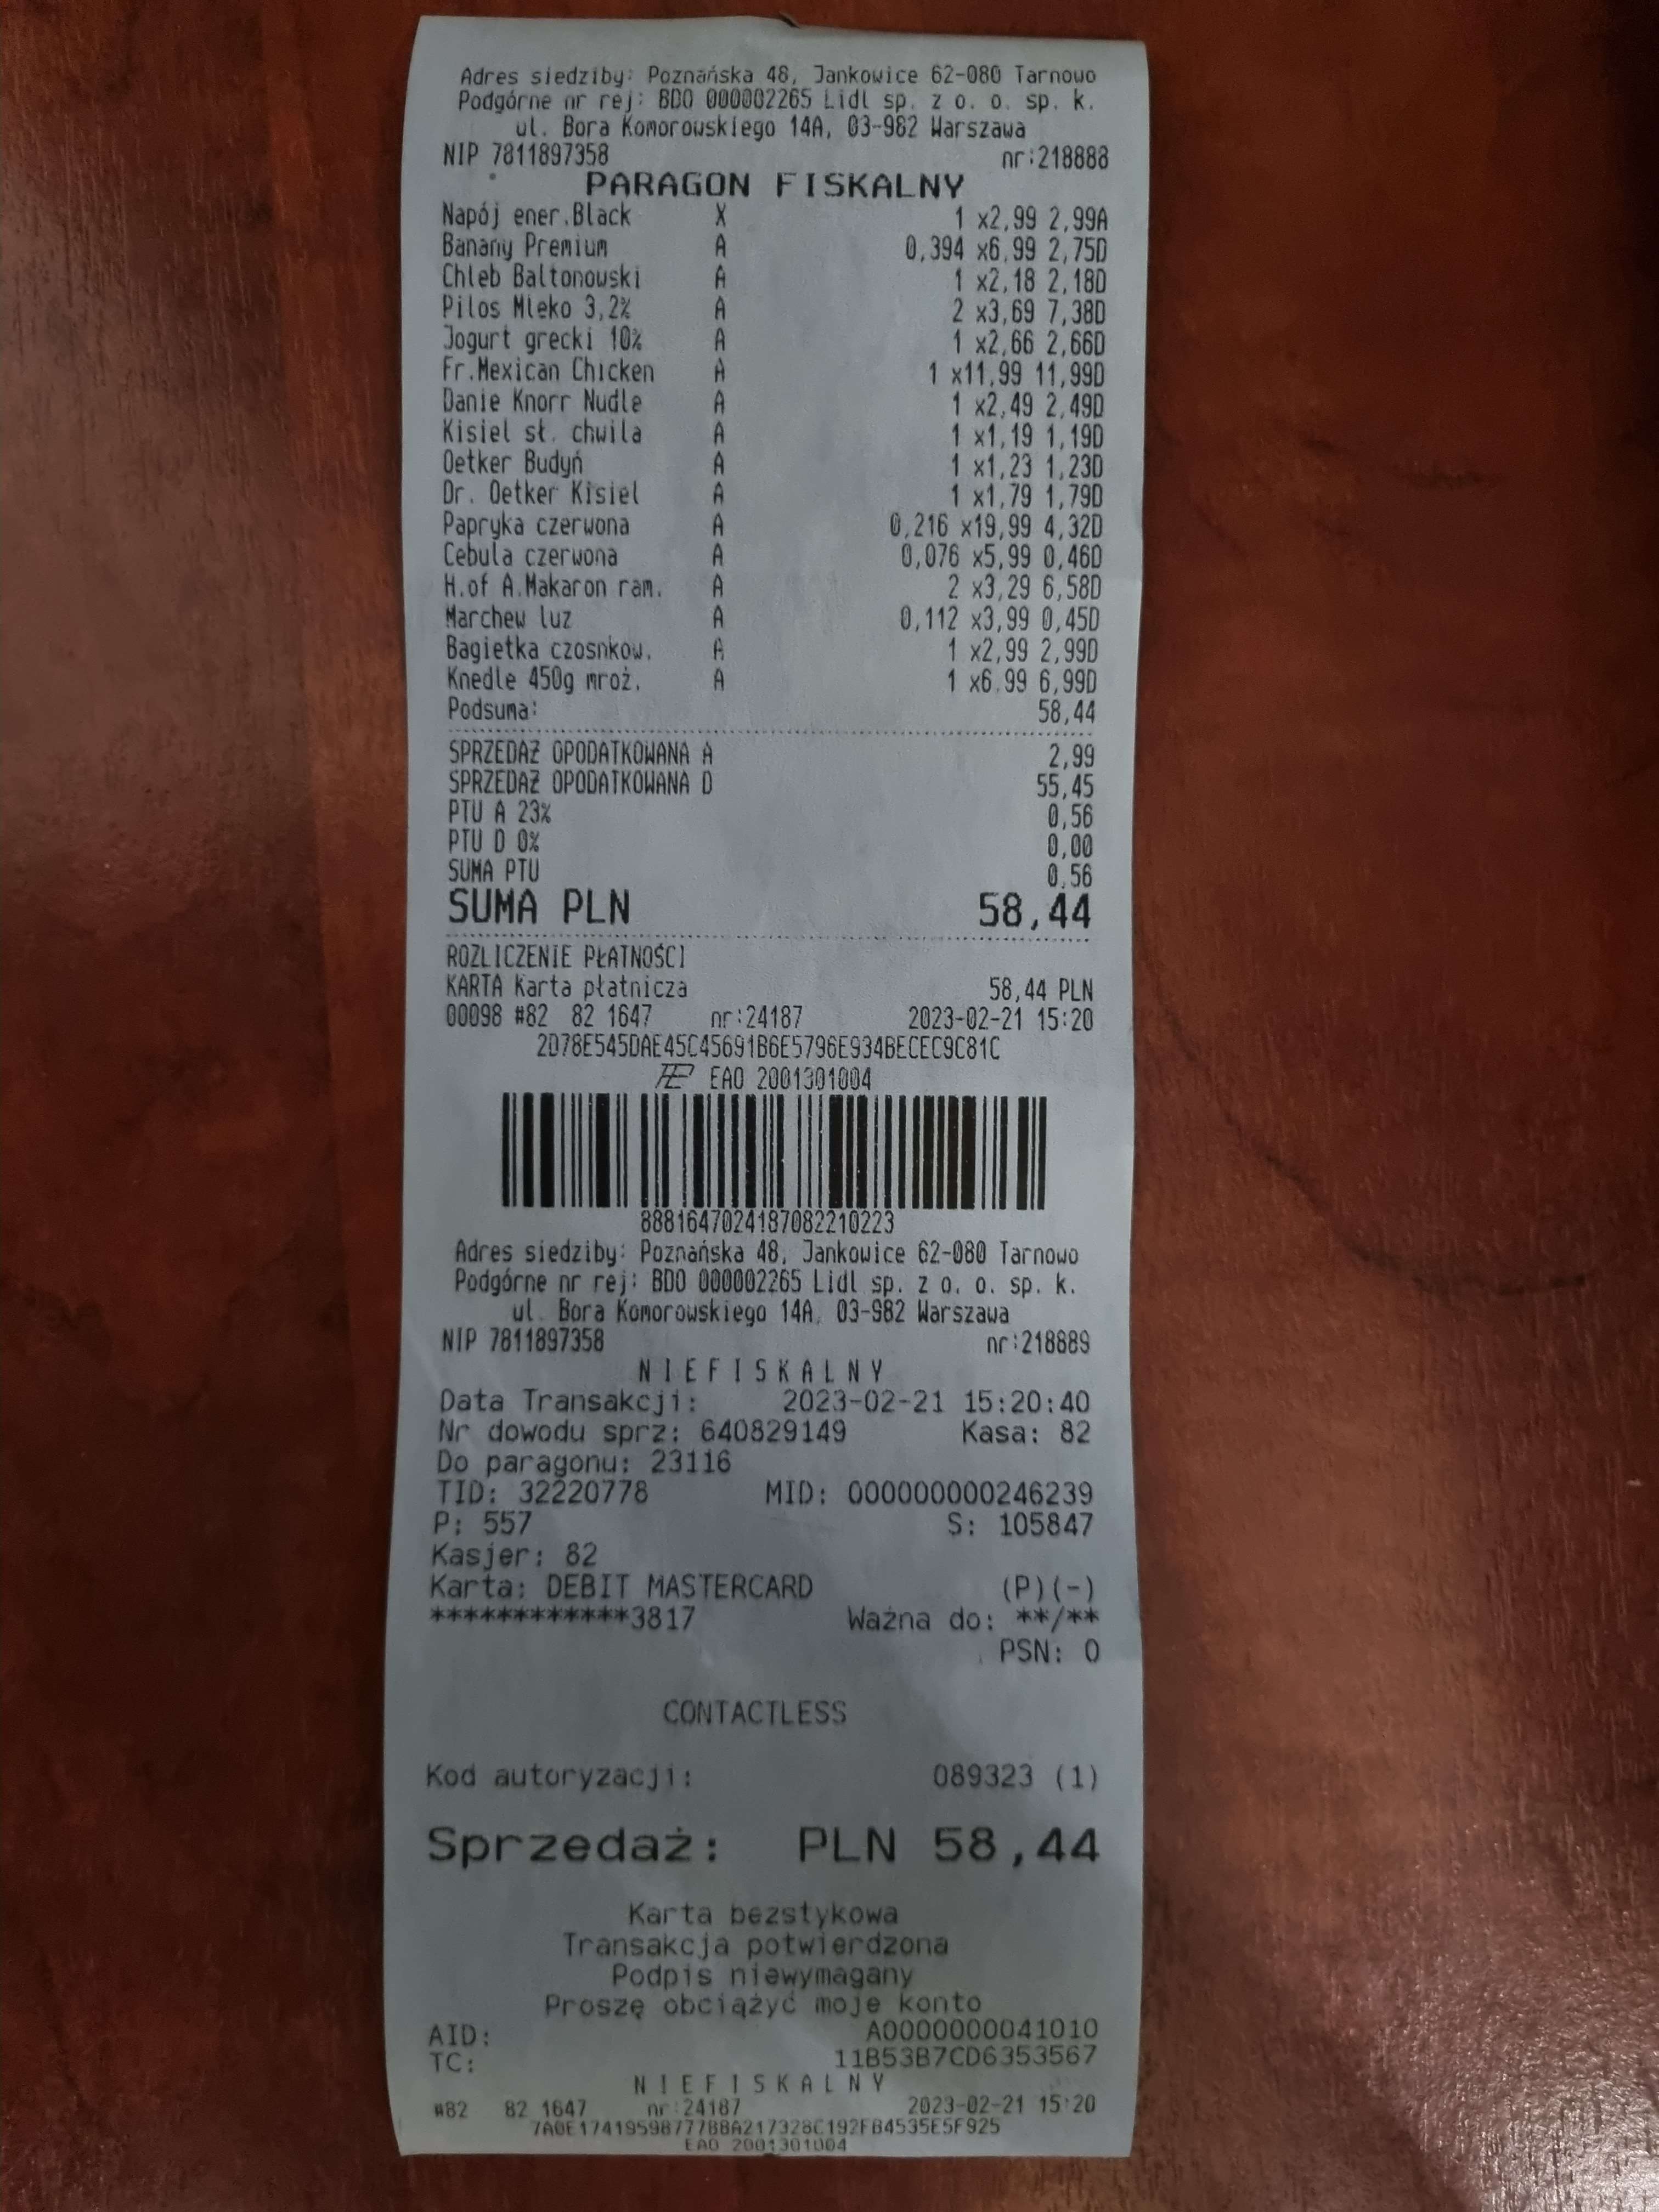 Adres siedziby: Poznańska 48, Jankowice 62-080 Tarnowo
Podgórne nr rej: BDO 000002265 Lidl sp. z o. o. sp. k.
ul. Bora Komorowskiego 14A, 03-982 Warszawa
NIP 7811897358 nr:218888
PARAGON FISKALNY
Napój ener.Black X 1 x2,99 2,99A
Banany Premium A 0,394 x6,99 2,75D
Chleb Baltonowski A 1 x2,18 2,18D
Pilos Mleko 3,2% A 2 x3,69 7,38D
Jogurt grecki 10% A 1 x2,66 2,66D
Fr.Mexican Chicken A 1 x11,99 11,99D
Danie Knorr Nudle A 1 x2,49 2,49D
Kisiel sł. chwila A 1 x1,19 1,19D
Oetker Budyń A 1 x1,23 1,23D
Dr. Oetker Kisiel A 1 x1,79 1,79D
Papryka czerwona A 0,216 x19,99 4,32D
Cebula czerwona A 0,076 x5,99 0,46D
H.of A.Makaron ram. A 2 x3,29 6,58D
Marchew luz A 0,112 x3,99 0,45D
Bagietka czosnkow. A 1 x2,99 2,99D
Knedle 450g mroż. A 1 x6,99 6,99D
Podsuma: 58,44
SPRZEDAŻ OPODATKOWANA A 2,99
SPRZEDAŻ OPODATKOWANA D 55,45
PTU A 23% 0,56
PTU D 0% 0,00
SUMA PTU 0,56
SUMA PLN 58,44
ROZLICZENIE PŁATNOŚCI
KARTA Karta płatnicza 58,44 PLN
00098 #82 82 1647 nr:24187 2023-02-21 15:20
2D78E545DAE45C45691B6E5796E934BECEC9C81C
EAO 2001301004
8881647024187082210223
Adres siedziby: Poznańska 48, Jankowice 62-080 Tarnowo
Podgórne nr rej: BDO 000002265 Lidl sp. z o. o. sp. k.
ul. Bora Komorowskiego 14A, 03-982 Warszawa
NIP 7811897358 nr:218889
NIEFISKALNY
Data Transakcji: 2023-02-21 15:20:40
Nr dowodu sprz: 640829149 Kasa: 82
Do paragonu: 23116
TID: 32220778 MID: 000000000246239
P: 557 S: 105847
Kasjer: 82
Karta: DEBIT MASTERCARD (P)(-)
************3817 Ważna do: **/**
PSN: 0
CONTACTLESS
Kod autoryzacji: 089323 (1)
Sprzedaż: PLN 58,44
Karta bezstykowa
Transakcja potwierdzona
Podpis niewymagany
Proszę obciążyć moje konto
AID: A0000000041010
TC: 11B53B7CD6353567
NIEFISKALNY
#82 82 1647 nr:24187 2023-02-21 15:20
EAO 2001301004